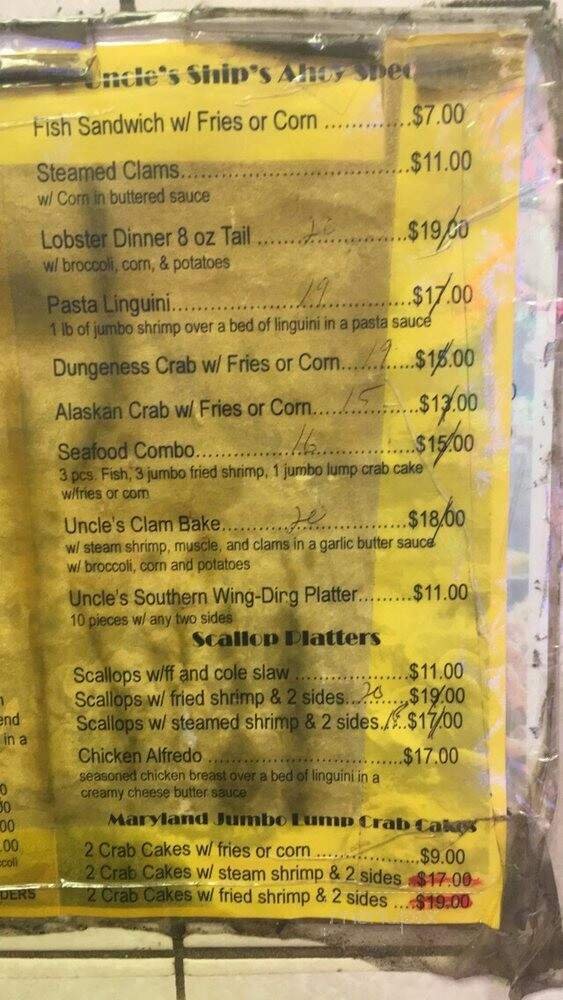 Uncle's Ship's Ahoy
Fish Sandwich w/ Fries or Corn ............$7.00
Steamed Clams..............................$11.00
w/ Corn in buttered sauce
Lobster Dinner 8 oz Tail ....................$19.00
w/ broccoli, corn, & potatoes
Pasta Linguini.......19.......$17.00
1 lb of jumbo shrimp over a bed of linguini in a pasta sauce
Dungeness Crab w/ Fries or Corn....19....$16.00
Alaskan Crab w/ Fries or Corn....15....$13.00
Seafood Combo.......16.......$15.00
3 pcs. Fish, 3 jumbo fried shrimp, 1 jumbo lump crab cake
w/fries or corn
Uncle's Clam Bake.......20.......$18.00
w/ steam shrimp, muscle, and clams in a garlic butter sauce
w/ broccoli, corn and potatoes
Uncle's Southern Wing-Ding Platter.........$11.00
10 pieces w/ any two sides
Scallop Platters
Scallops w/ff and cole slaw ...................$11.00
Scallops w/ fried shrimp & 2 sides....20....$19.00
Scallops w/ steamed shrimp & 2 sides..18..$17.00
Chicken Alfredo ..............................$17.00
seasoned chicken breast over a bed of linguini in a
creamy cheese butter sauce
Maryland Jumbo Lump Crab Cakes
2 Crab Cakes w/ fries or corn ................$9.00
2 Crab Cakes w/ steam shrimp & 2 sides ..$17.00
2 Crab Cakes w/ fried shrimp & 2 sides ....$19.00
in a
00
.00